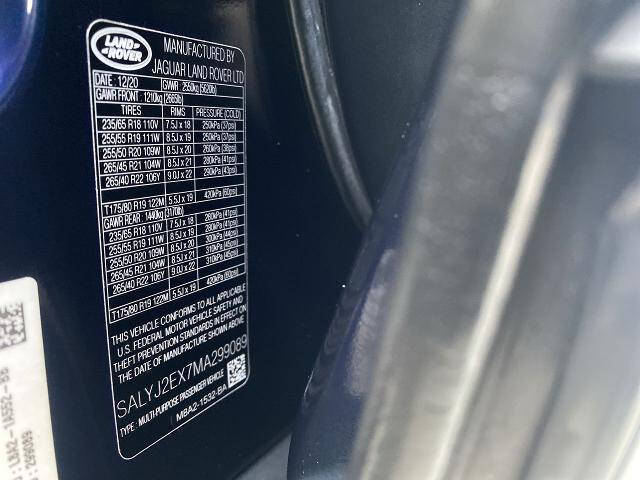 LAND
ROVER
MANUFACTURED BY
JAGUAR LAND ROVER LTD
DATE : 12/20 GVWR : 2550kg (5620lb)
GAWR FRONT : 1210kg (2665lb)
TIRES RIMS PRESSURE (COLD)
235/65 R18 110V 7.5J x 18 250kPa (37psi)
255/55 R19 111W 8.5J x 19 250kPa (37psi)
255/50 R20 109W 8.5J x 20 260kPa (38psi)
265/45 R21 104W 8.5J x 21 280kPa (41psi)
265/40 R22 106Y 9.0J x 22 290kPa (43psi)
T175/80 R19 122M 5.5J x 19 420kPa (60psi)
GAWR REAR : 1440kg (3170lb)
235/65 R18 110V 7.5J x 18 280kPa (41psi)
255/55 R19 111W 8.5J x 19 280kPa (41psi)
255/50 R20 109W 8.5J x 20 300kPa (44psi)
265/45 R21 104W 8.5J x 21 310kPa (45psi)
265/40 R22 106Y 9.0J x 22 310kPa (45psi)
T175/80 R19 122M 5.5J x 19 420kPa (60psi)
THIS VEHICLE CONFORMS TO ALL APPLICABLE
U.S. FEDERAL MOTOR VEHICLE SAFETY AND
THEFT PREVENTION STANDARDS IN EFFECT ON
THE DATE OF MANUFACTURE SHOWN ABOVE
SALYJ2EX7MA299089
TYPE : MULTI-PURPOSE PASSENGER VEHICLE
M8A2-1532-BA
:299089